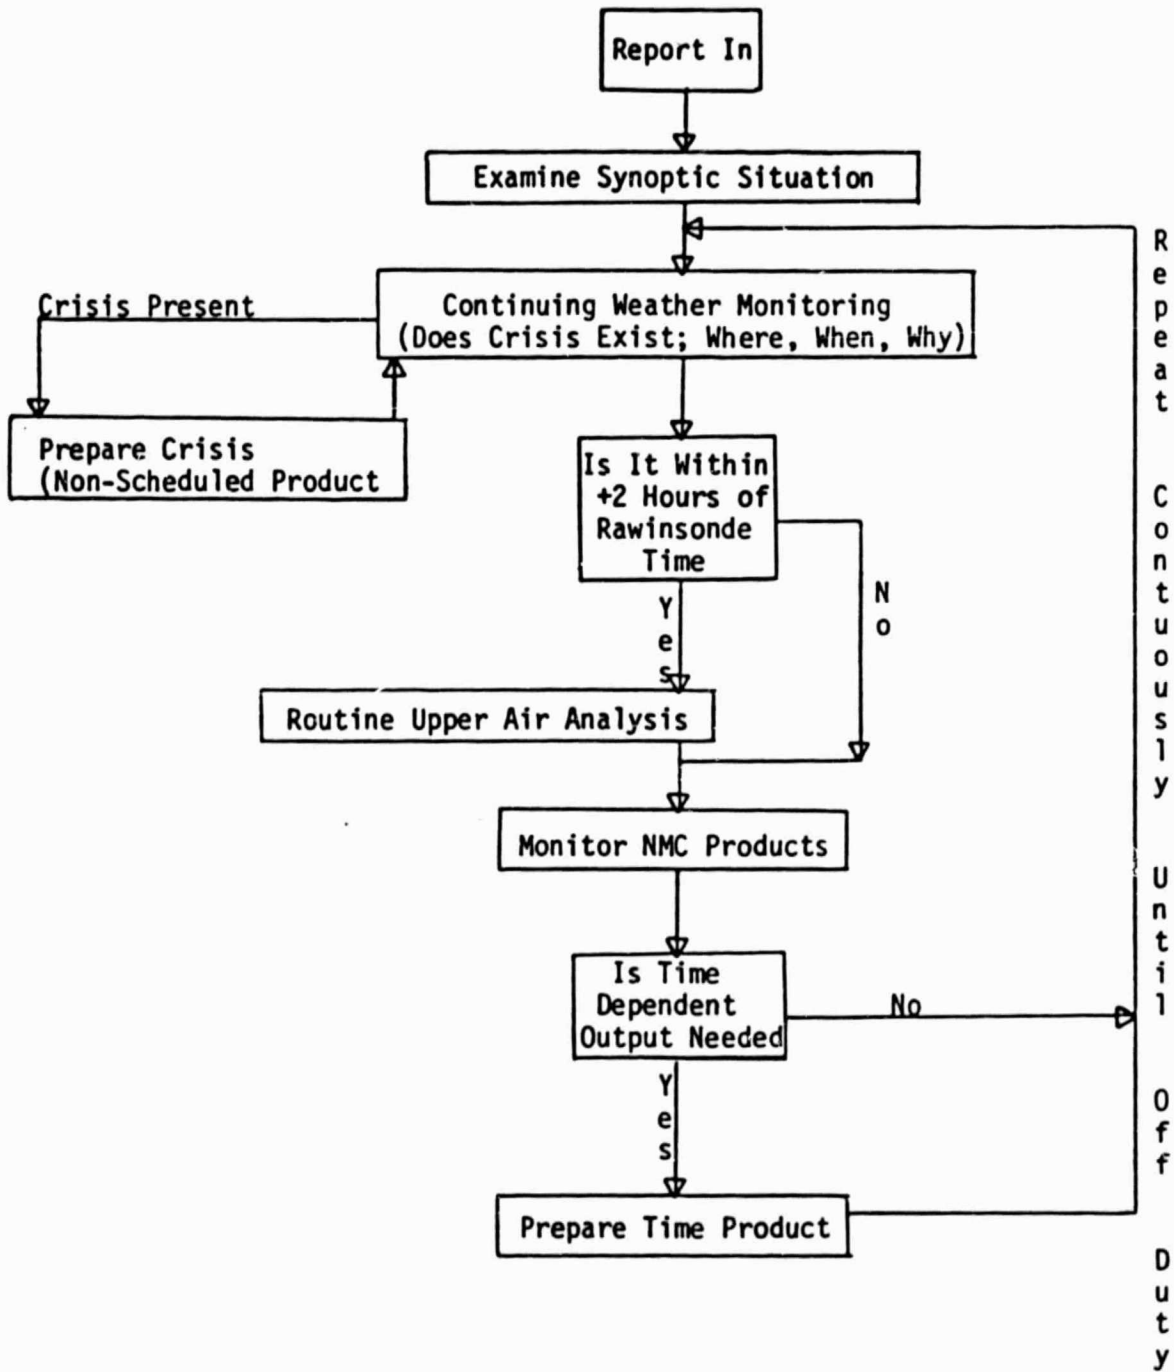 Report In
Examine Synoptic Situation
Crisis Present
Continuing Weather Monitoring
(Does Crisis Exist; Where, When, Why)
Prepare Crisis
(Non-Scheduled Product
Is It Within
+2 Hours of
Rawinsonde
Time
Yes
No
Routine Upper Air Analysis
Monitor NMC Products
Is Time
Dependent
Output Needed
No
Yes
Prepare Time Product
Repeat Contuously Until Off Duty